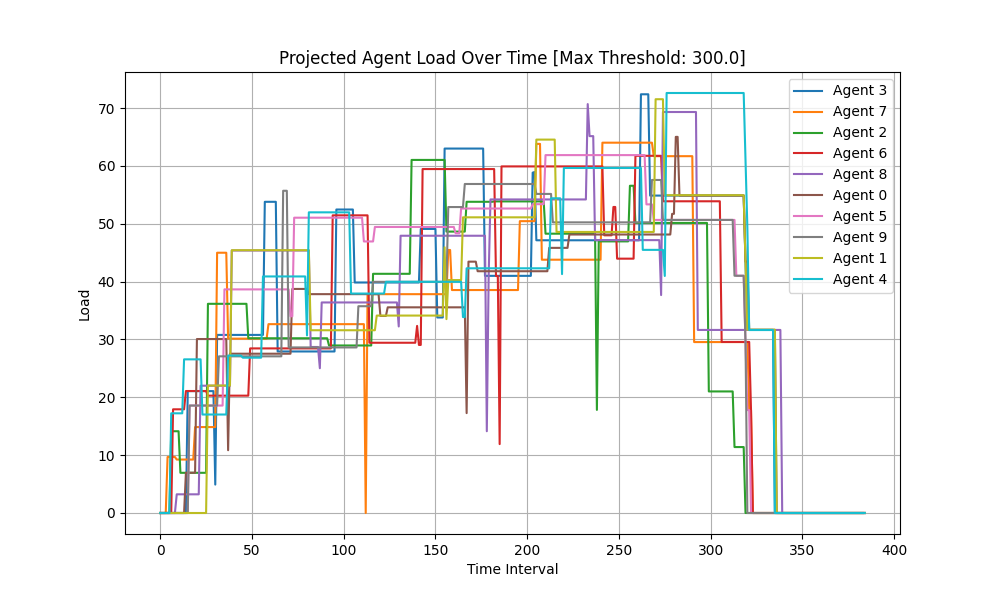 Projected Agent Load Over Time [Max Threshold: 300.0]
Load
70
60
50
40
30
20
10
0
0 50 100 150 200 250 300 350 400
Time Interval
Agent 3
Agent 7
Agent 2
Agent 6
Agent 8
Agent 0
Agent 5
Agent 9
Agent 1
Agent 4